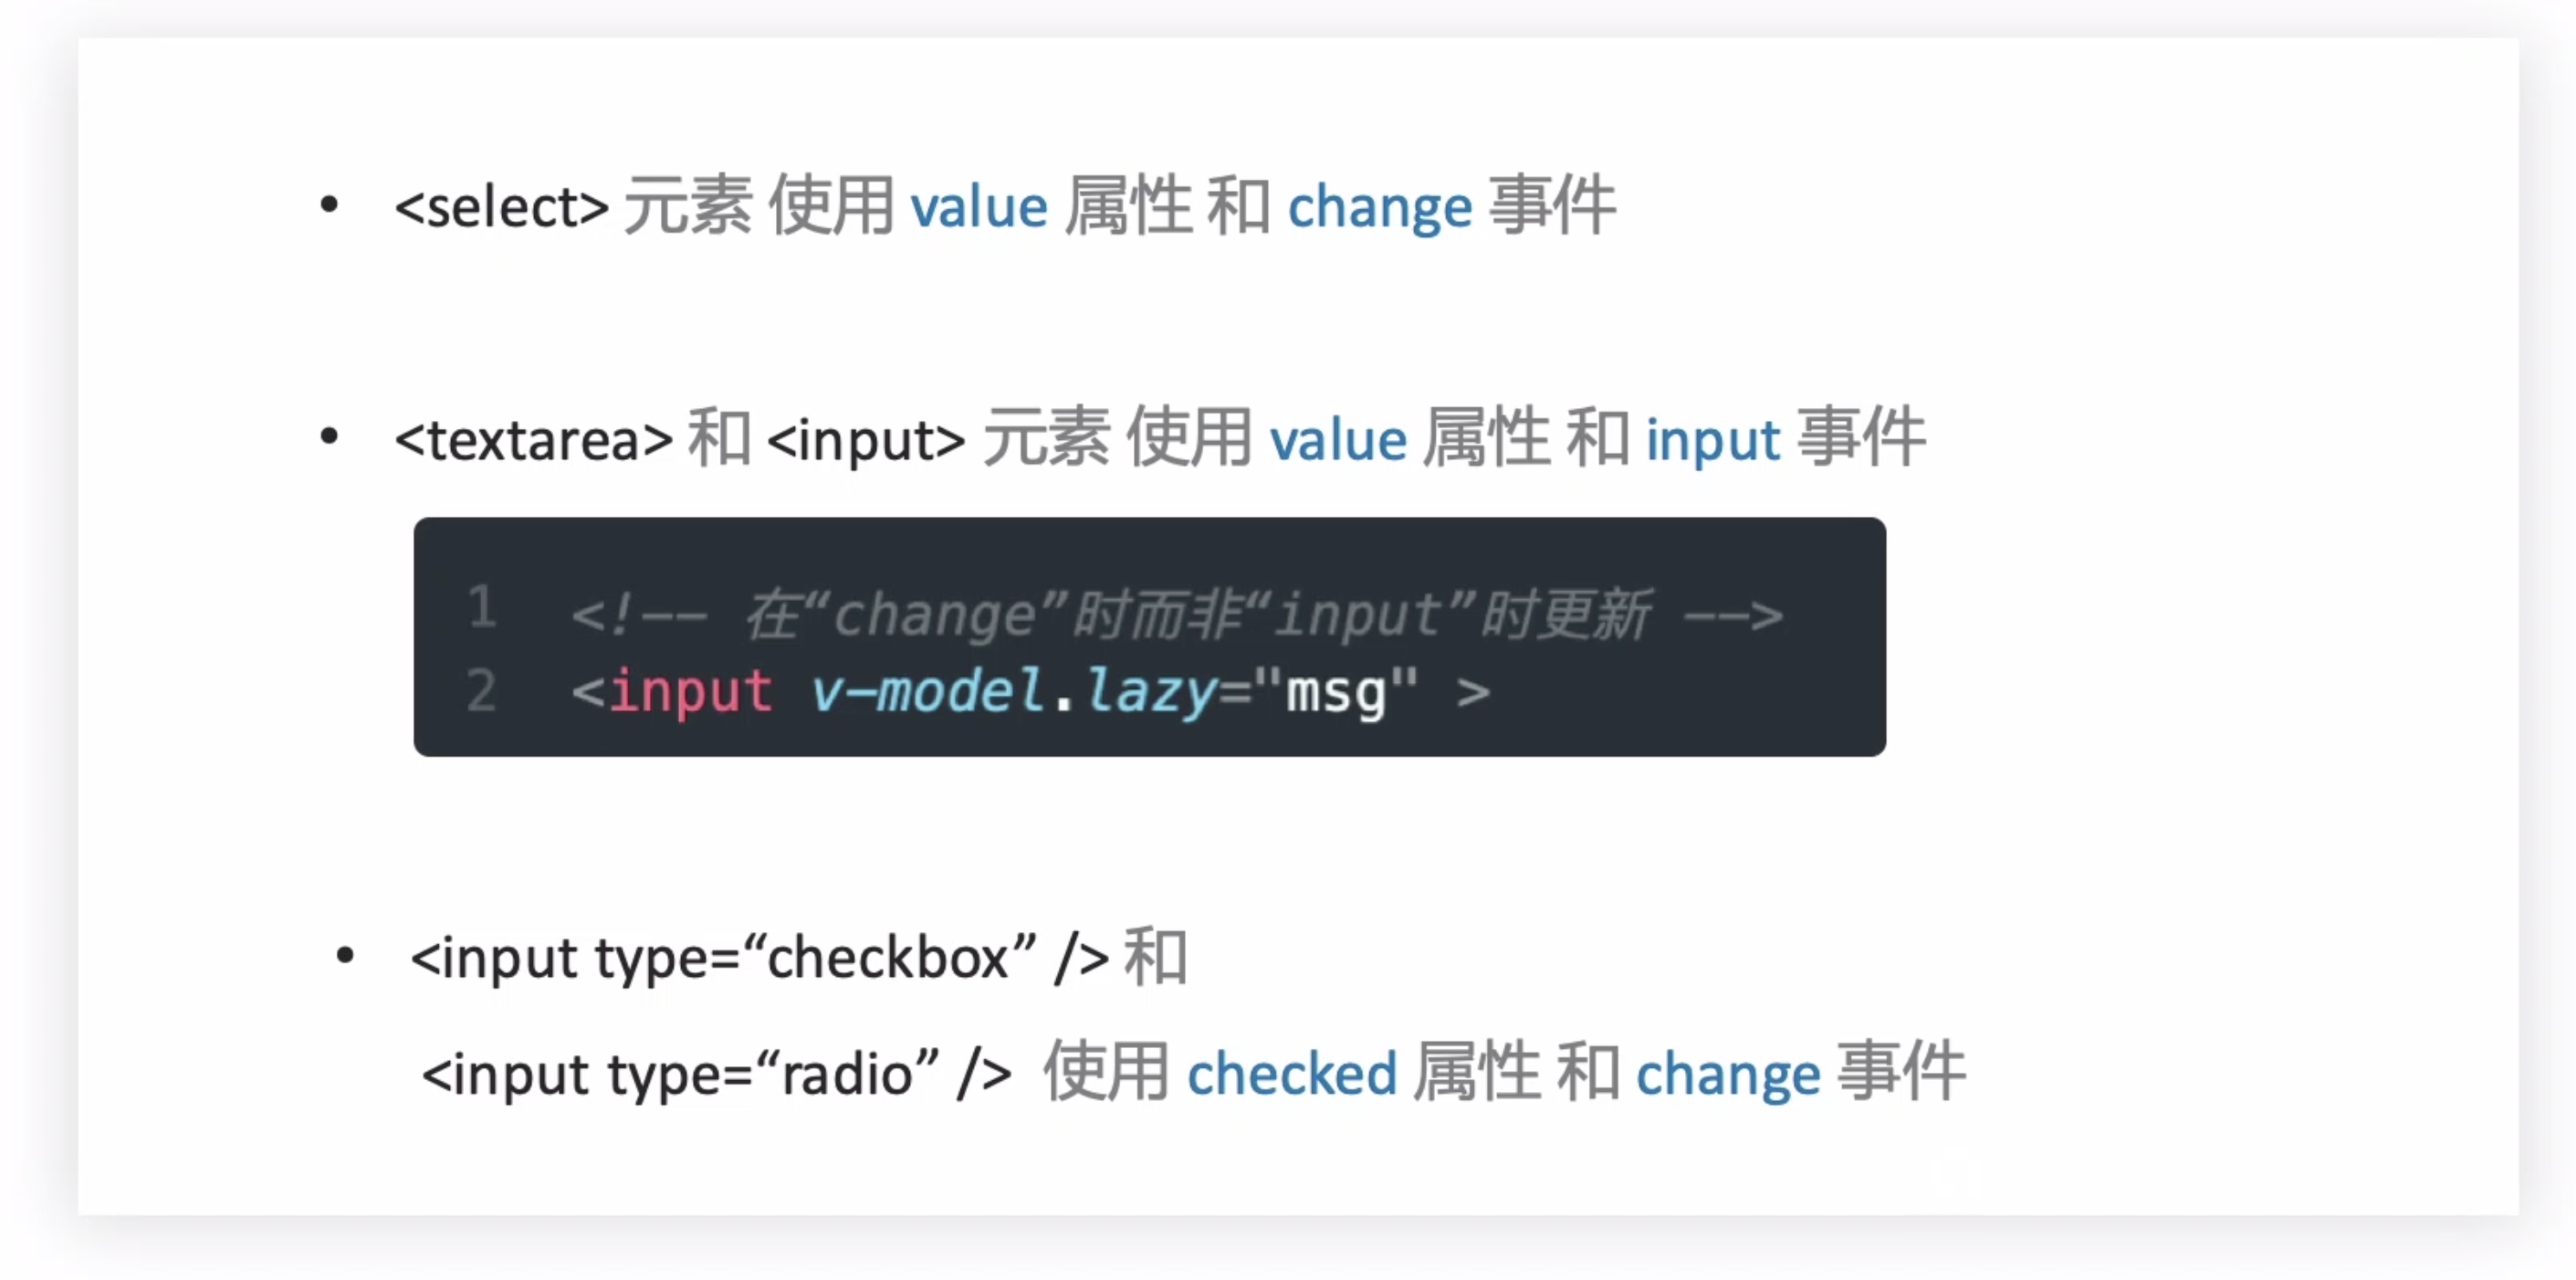 • <select> 元素 使用 value 属性 和 change 事件
• <textarea> 和 <input> 元素 使用 value 属性 和 input 事件
1 <!-- 在“change”时而非“input”时更新 -->
2 <input v-model.lazy="msg" >
• <input type=“checkbox” /> 和
<input type=“radio” /> 使用 checked 属性 和 change 事件